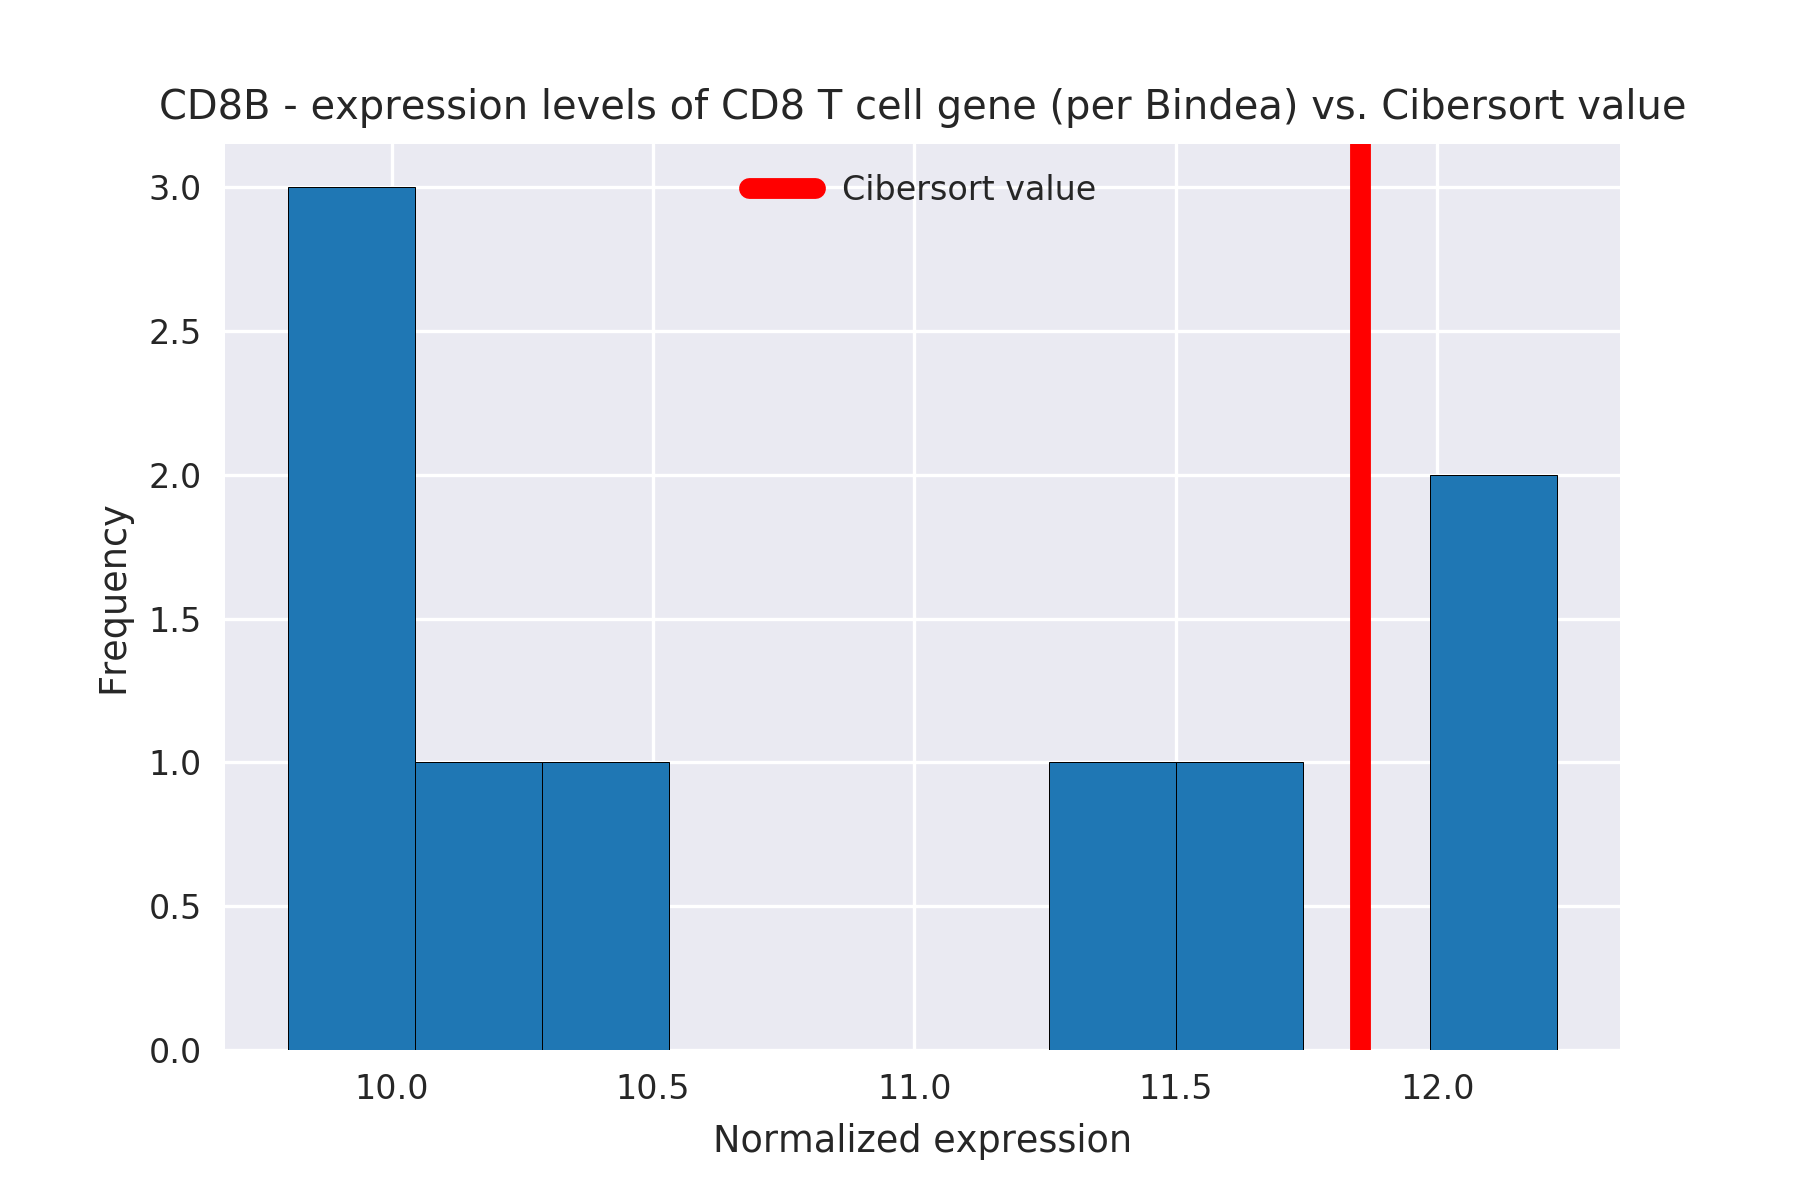 CD8B - expression levels of CD8 T cell gene (per Bindea) vs. Cibersort value
Cibersort value
3.0
2.5
2.0
1.5
1.0
0.5
0.0
Frequency
10.0 10.5 11.0 11.5 12.0
Normalized expression